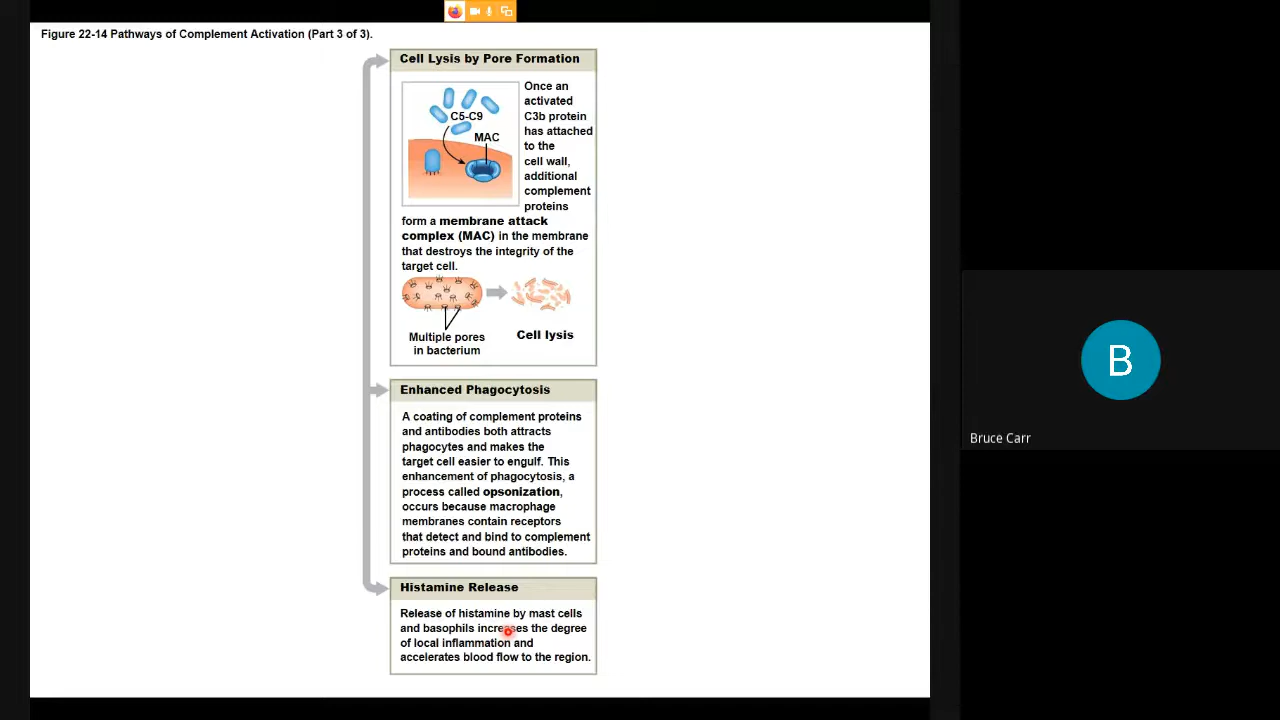 Figure 22-14 Pathways of Complement Activation (Part 3 of 3).
Cell Lysis by Pore Formation
C5-C9
MAC
Once an
activated
C3b protein
has attached
to the
cell wall,
additional
complement
proteins
form a membrane attack
complex (MAC) in the membrane
that destroys the integrity of the
target cell.
Multiple pores
in bacterium
Cell lysis
Enhanced Phagocytosis
A coating of complement proteins
and antibodies both attracts
phagocytes and makes the
target cell easier to engulf. This
enhancement of phagocytosis, a
process called opsonization,
occurs because macrophage
membranes contain receptors
that detect and bind to complement
proteins and bound antibodies.
Histamine Release
Release of histamine by mast cells
and basophils increases the degree
of local inflammation and
accelerates blood flow to the region.
B
Bruce Carr